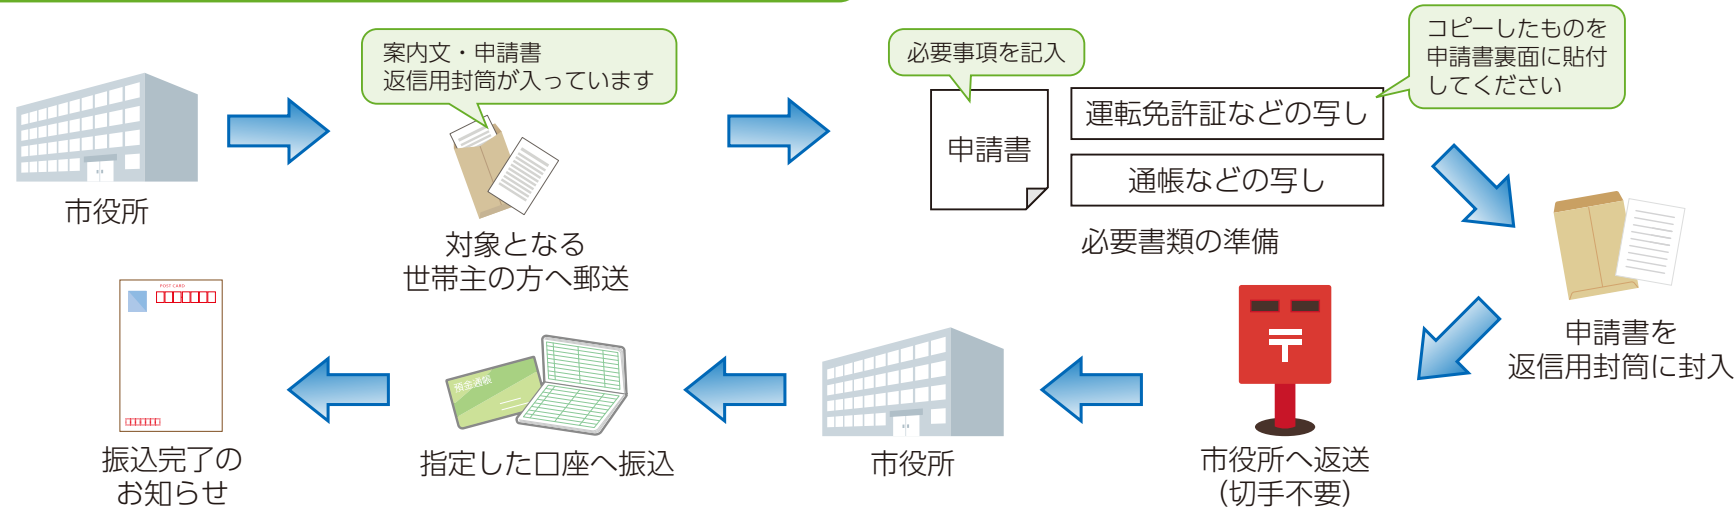 市役所
案内文・申請書
返信用封筒が入っています
対象となる
世帯主の方へ郵送
必要事項を記入
申請書
運転免許証などの写し
通帳などの写し
コピーしたものを
申請書裏面に貼付
してください
必要書類の準備
申請書を
返信用封筒に封入
〒
市役所へ返送
(切手不要)
市役所
預金通帳
指定した口座へ振込
POST CARD
振込完了の
お知らせ